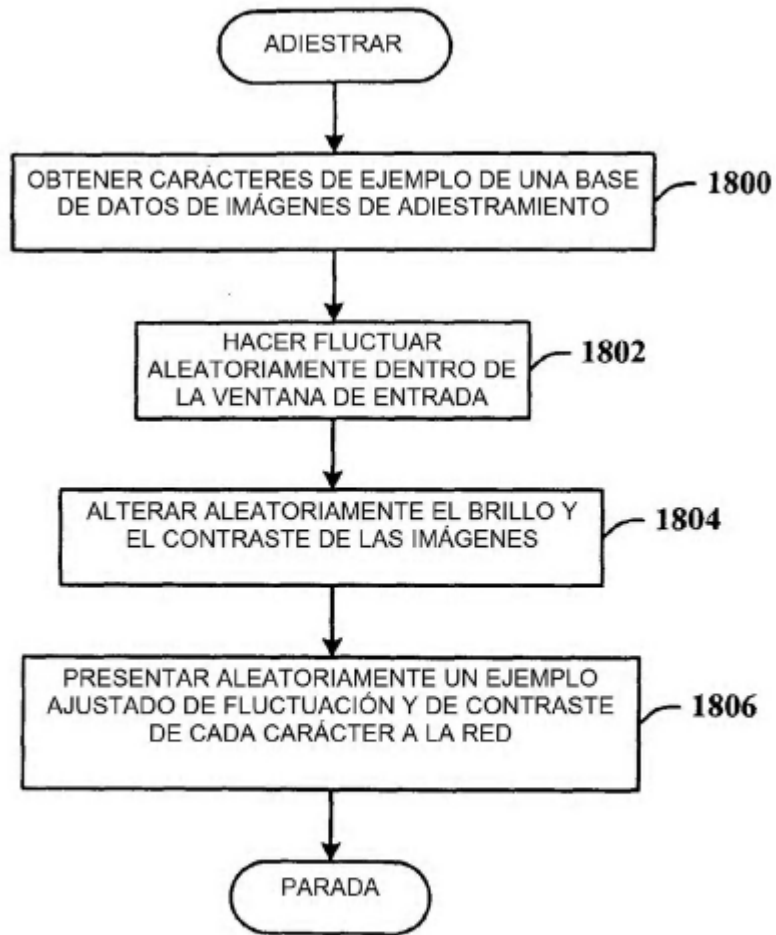 ADIESTRAR
OBTENER CARÁCTERES DE EJEMPLO DE UNA BASE
DE DATOS DE IMÁGENES DE ADIESTRAMIENTO
1800
HACER FLUCTUAR
ALEATORIAMENTE DENTRO DE
LA VENTANA DE ENTRADA
1802
ALTERAR ALEATORIAMENTE EL BRILLO Y
EL CONTRASTE DE LAS IMÁGENES
1804
PRESENTAR ALEATORIAMENTE UN EJEMPLO
AJUSTADO DE FLUCTUACIÓN Y DE CONTRASTE
DE CADA CARÁCTER A LA RED
1806
PARADA